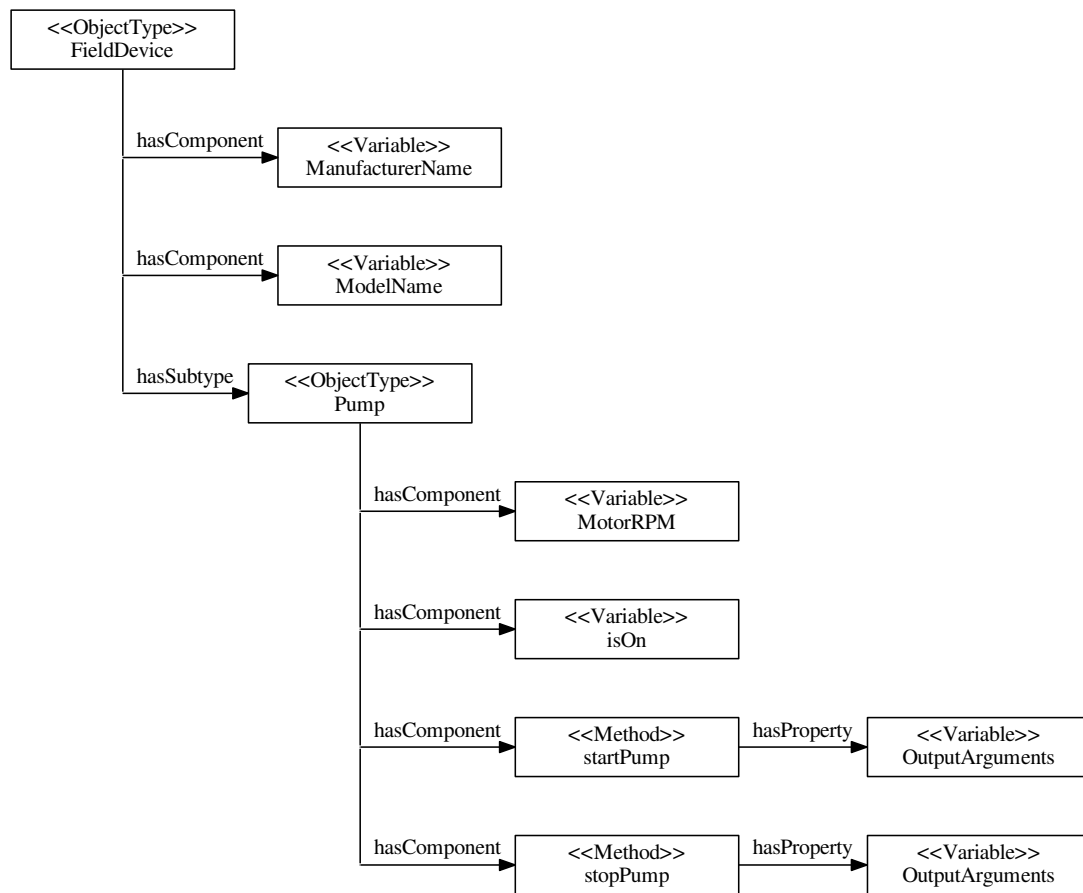 <<ObjectType>>
FieldDevice
hasComponent
<<Variable>>
ManufacturerName
hasComponent
<<Variable>>
ModelName
hasSubtype
<<ObjectType>>
Pump
hasComponent
<<Variable>>
MotorRPM
hasComponent
<<Variable>>
isOn
hasComponent
<<Method>>
startPump
hasProperty
<<Variable>>
OutputArguments
hasComponent
<<Method>>
stopPump
hasProperty
<<Variable>>
OutputArguments